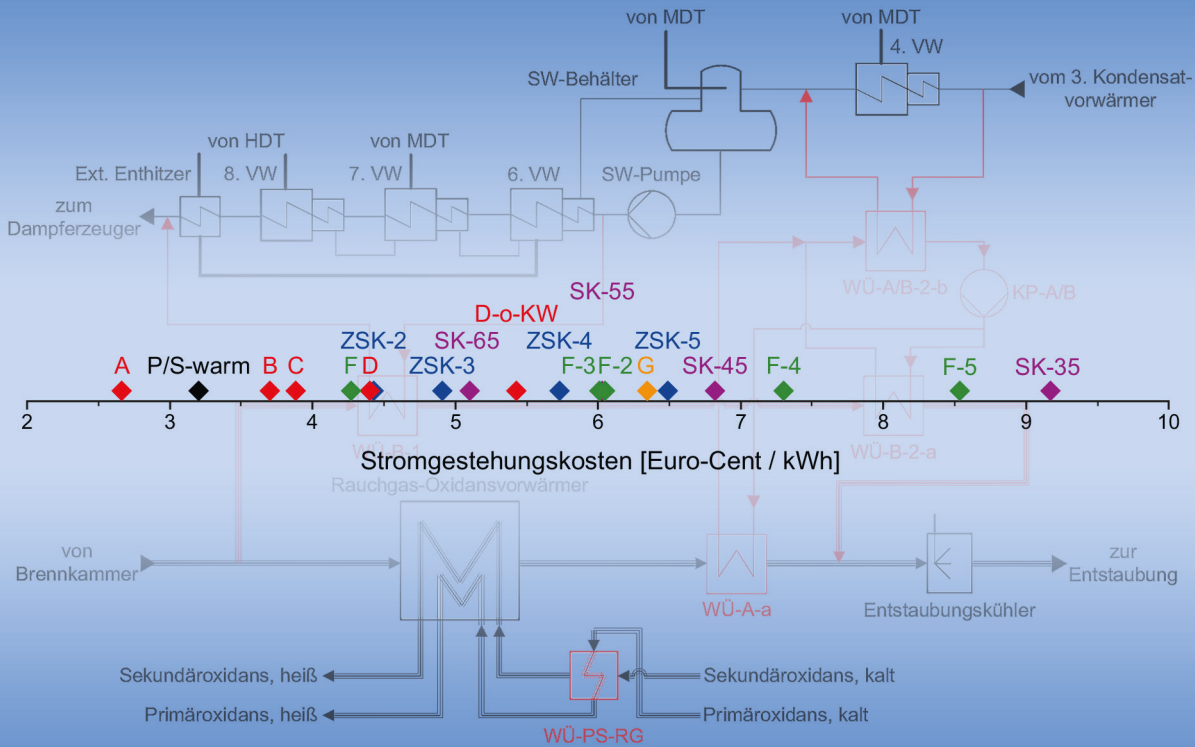 von MDT
von MDT
4. VW
SW-Behälter
vom 3. Kondensat-
vorwärmer
von HDT
von MDT
Ext. Enthitzer
8. VW
7. VW
6. VW
SW-Pumpe
zum
Dampferzeuger
WÜ-A/B-2-b
KP-A/B
SK-55
D-o-KW
ZSK-2
SK-65
ZSK-4
ZSK-5
A
P/S-warm
B
C
F
D
ZSK-3
F-3
F-2
G
SK-45
F-4
F-5
SK-35
2
3
4
5
6
7
8
9
10
WÜ-B-1
WÜ-B-2-a
Stromgestehungskosten [Euro-Cent / kWh]
Rauchgas-Oxidansvorwärmer
von
Brennkammer
zur
Entstaubung
WÜ-A-a
Entstaubungskühler
Sekundäroxidans, heiß
Sekundäroxidans, kalt
Primäroxidans, heiß
Primäroxidans, kalt
WÜ-PS-RG